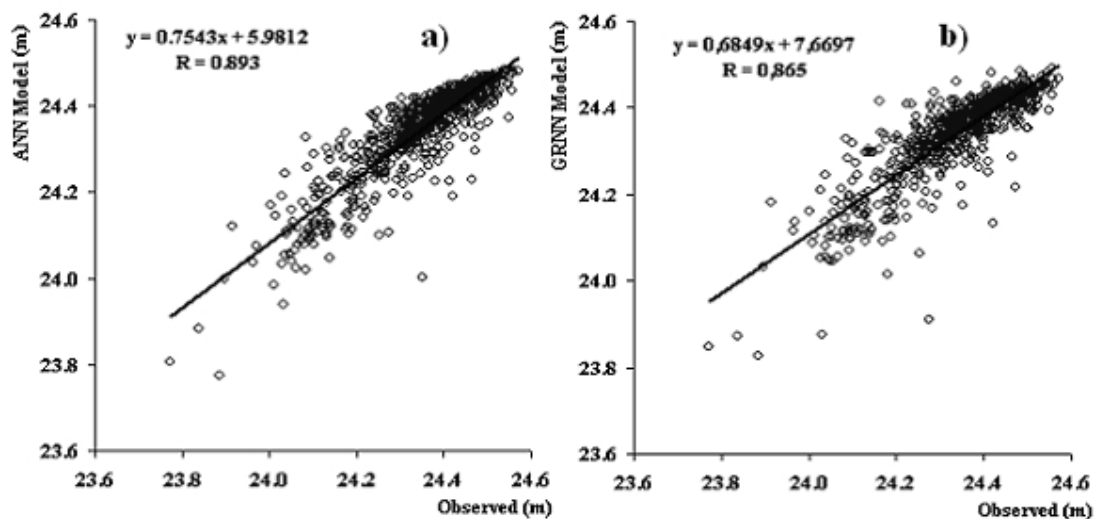 24.6
y = 0.7543x + 5.9812
R = 0.893
a)
ANN Model (m)
24.4
24.2
24.0
23.8
23.6
23.6 23.8 24.0 24.2 24.4 24.6
Observed (m)
24.6
y = 0,6849x + 7,6697
R = 0,865
b)
GRNN Model (m)
24.4
24.2
24.0
23.8
23.6
23.6 23.8 24.0 24.2 24.4 24.6
Observed (m)